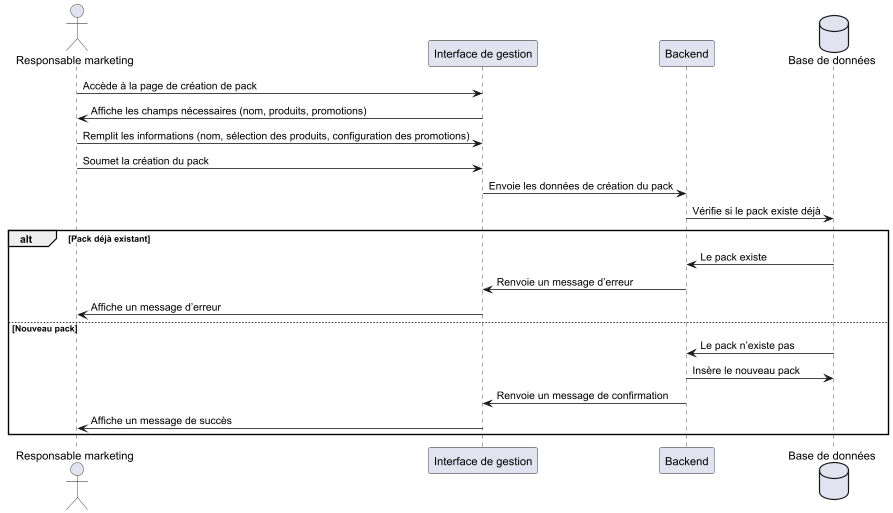 Responsable marketing
Interface de gestion
Backend
Base de données
Accède à la page de création de pack
Affiche les champs nécessaires (nom, produits, promotions)
Remplit les informations (nom, sélection des produits, configuration des promotions)
Soumet la création du pack
Envoie les données de création du pack
Vérifie si le pack existe déjà
alt
[Pack déjà existant]
Le pack existe
Renvoie un message d'erreur
Affiche un message d'erreur
[Nouveau pack]
Le pack n'existe pas
Insère le nouveau pack
Renvoie un message de confirmation
Affiche un message de succès
Responsable marketing
Interface de gestion
Backend
Base de données